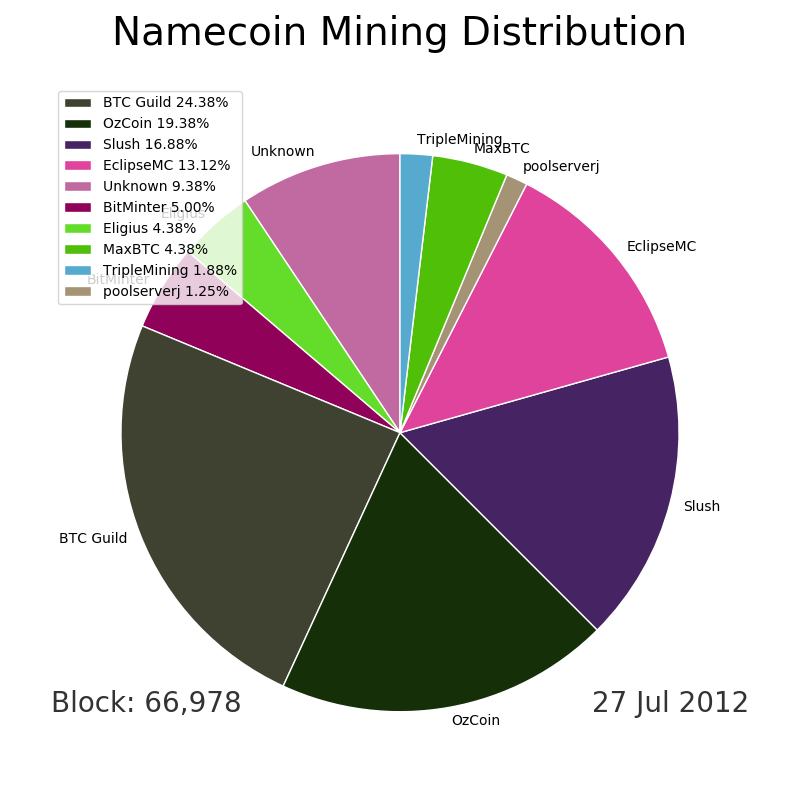 Namecoin Mining Distribution
BTC Guild 24.38%
OzCoin 19.38%
Slush 16.88%
EclipseMC 13.12%
Unknown 9.38%
BitMinter 5.00%
Eligius 4.38%
MaxBTC 4.38%
TripleMining 1.88%
poolserverj 1.25%
TripleMining
MaxBTC
poolserverj
Unknown
Eligius
EclipseMC
BitMinter
Slush
BTC Guild
OzCoin
Block: 66,978
27 Jul 2012